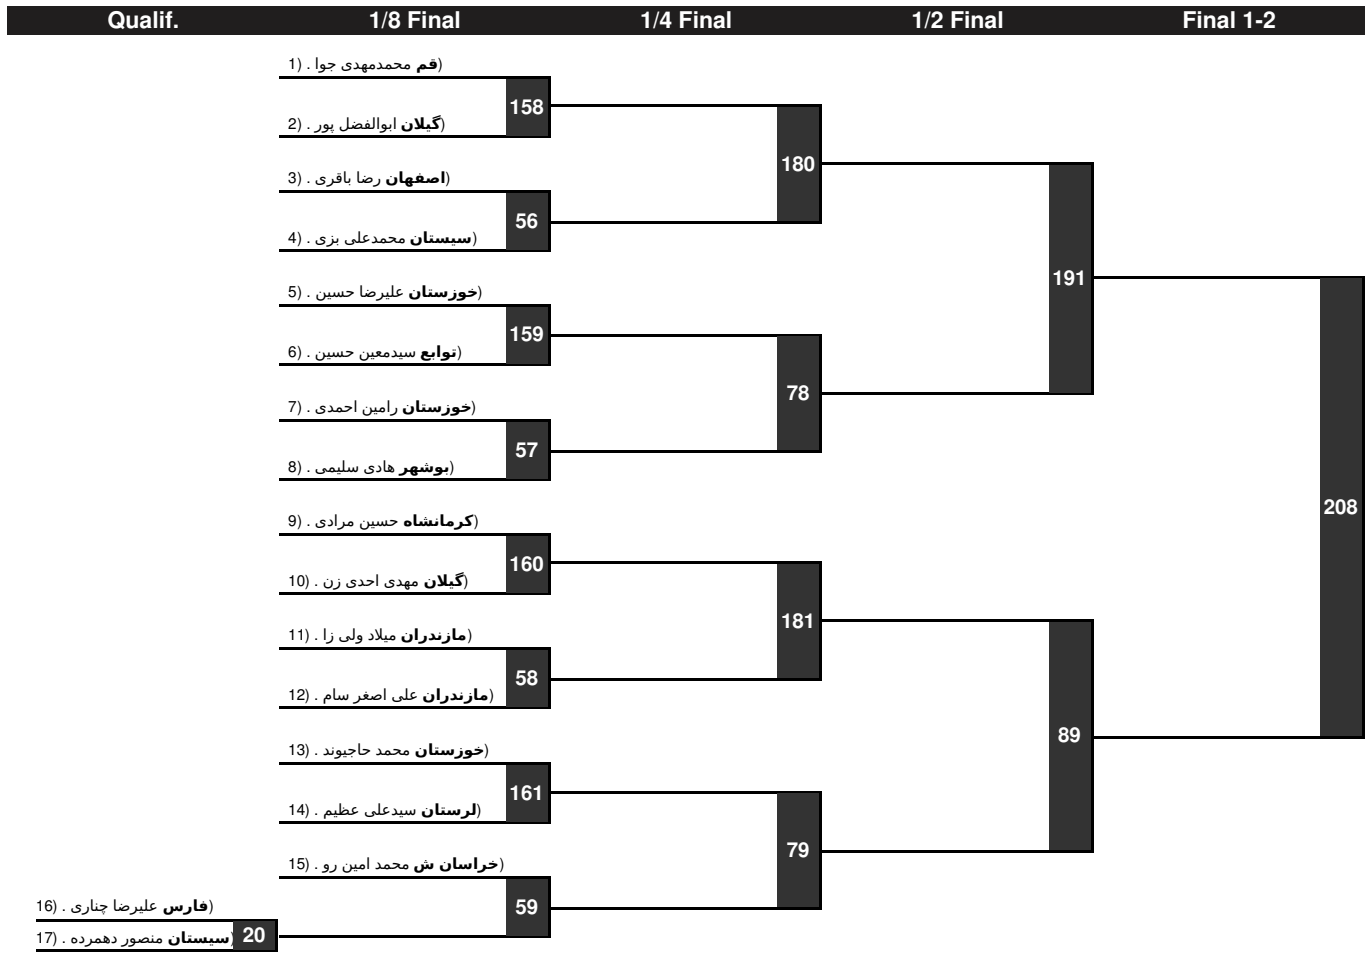 Qualif. 1/8 Final 1/4 Final 1/2 Final Final 1-2
1) . محمدمهدی جوا قم)
158
2) . ابوالفضل پور گیلان)
180
3) . رضا باقری اصفهان)
56
4) . محمدعلی بزی سیستان)
191
5) . علیرضا حسین خوزستان)
159
6) . سیدمعین حسین توابع)
78
7) . رامین احمدی خوزستان)
57
8) . هادی سلیمی بوشهر)
208
9) . حسین مرادی کرمانشاه)
160
10) . مهدی احدی زن گیلان)
181
11) . میلاد ولی زا مازندران)
58
12) . علی اصغر سام مازندران)
89
13) . محمد حاجیوند خوزستان)
161
14) . سیدعلی عظیم لرستان)
79
15) . محمد امین رو خراسان ش)
59
16) . علیرضا چناری فارس)
20
17) . منصور دهمرده سیستان)